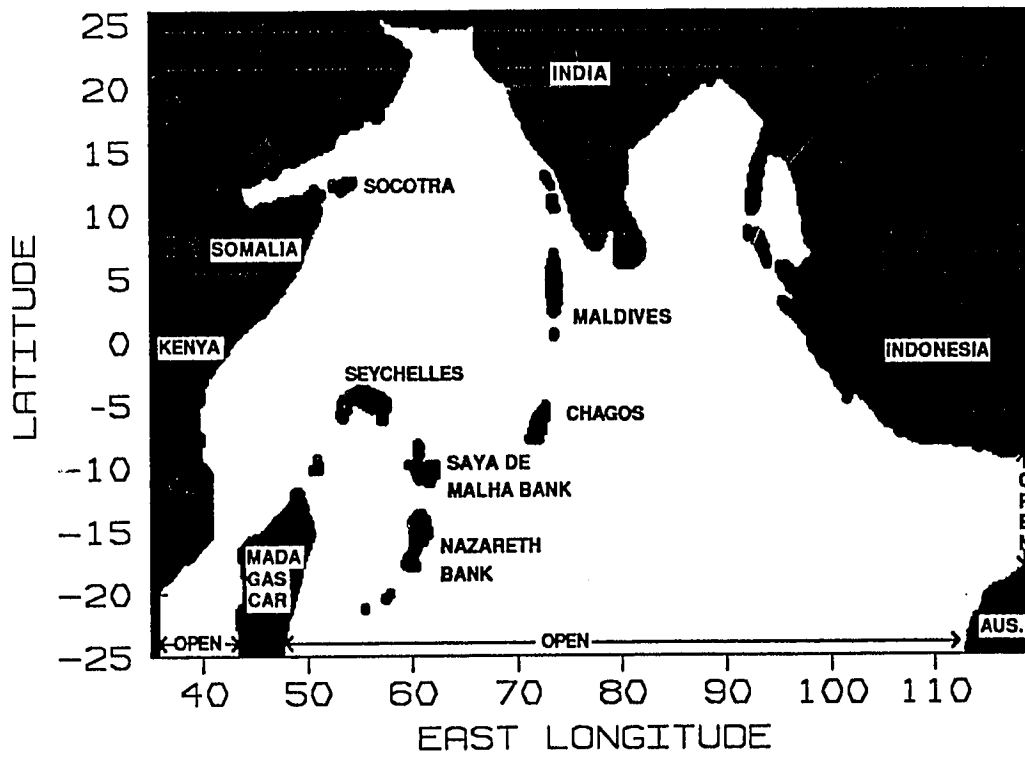 25
20
15
10
5
0
-5
-10
-15
-20
-25
LATITUDE
INDIA
SOCOTRA
SOMALIA
MALDIVES
KENYA
INDONESIA
SEYCHELLES
CHAGOS
SAYA DE
MALHA BANK
NAZARETH
BANK
MADA
GAS
CAR
OPEN
AUS.
OPEN
OPEN
40 50 60 70 80 90 100 110
EAST LONGITUDE